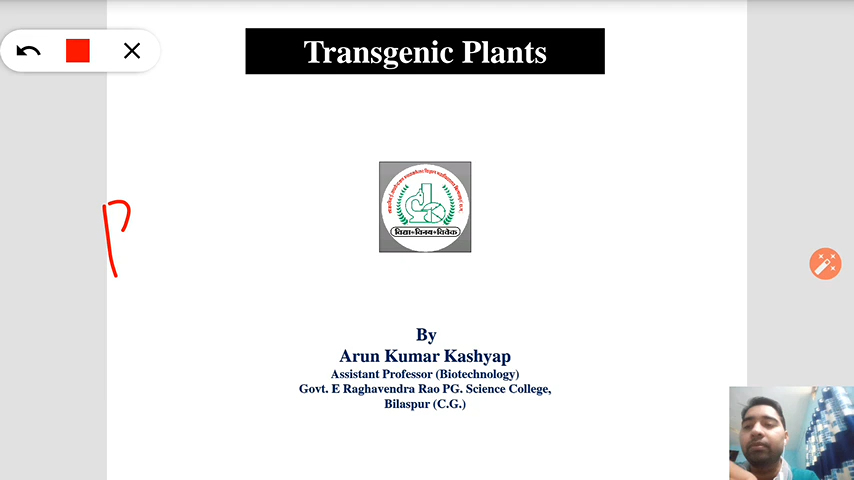 Transgenic Plants
P
विद्या•विनय•विवेक
By
Arun Kumar Kashyap
Assistant Professor (Biotechnology)
Govt. E Raghavendra Rao PG. Science College,
Bilaspur (C.G.)